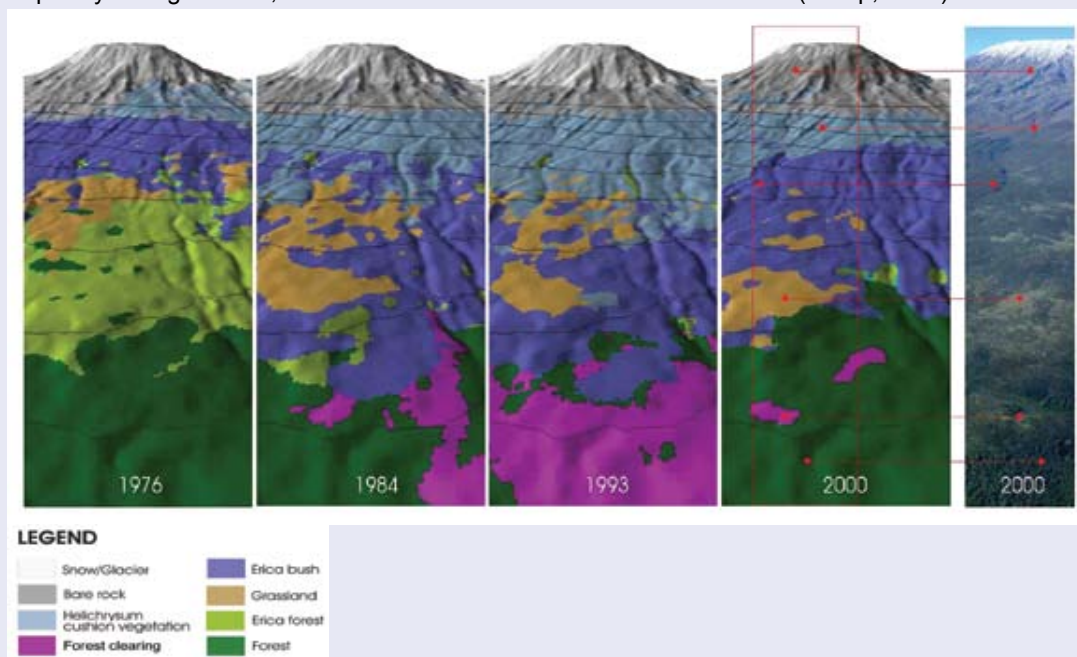 1976
1984
1993
2000
2000
LEGEND
Snow/Glacier
Bare rock
Helichrysum
cushion vegetation
Forest clearing
Erica bush
Grassland
Erica forest
Forest